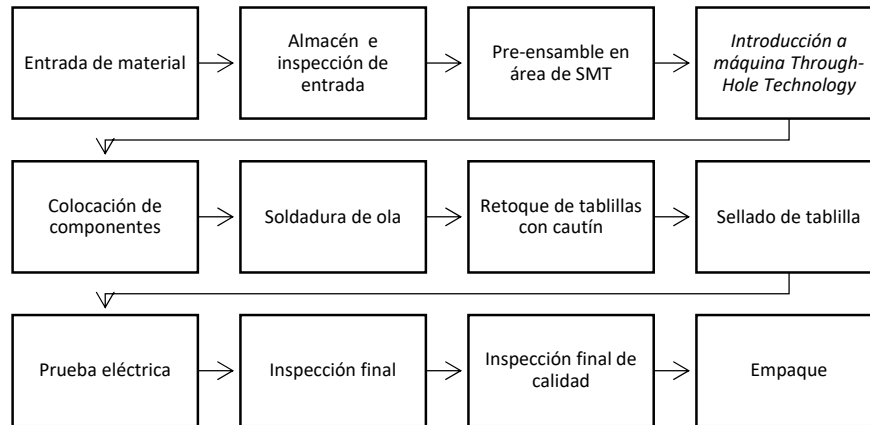 Entrada de material
Almacén e
inspección de
entrada
Pre-ensamble en
área de SMT
Introducción a
máquina Through-
Hole Technology
Colocación de
componentes
Soldadura de ola
Retoque de tablillas
con cautín
Sellado de tablilla
Prueba eléctrica
Inspección final
Inspección final de
calidad
Empaque